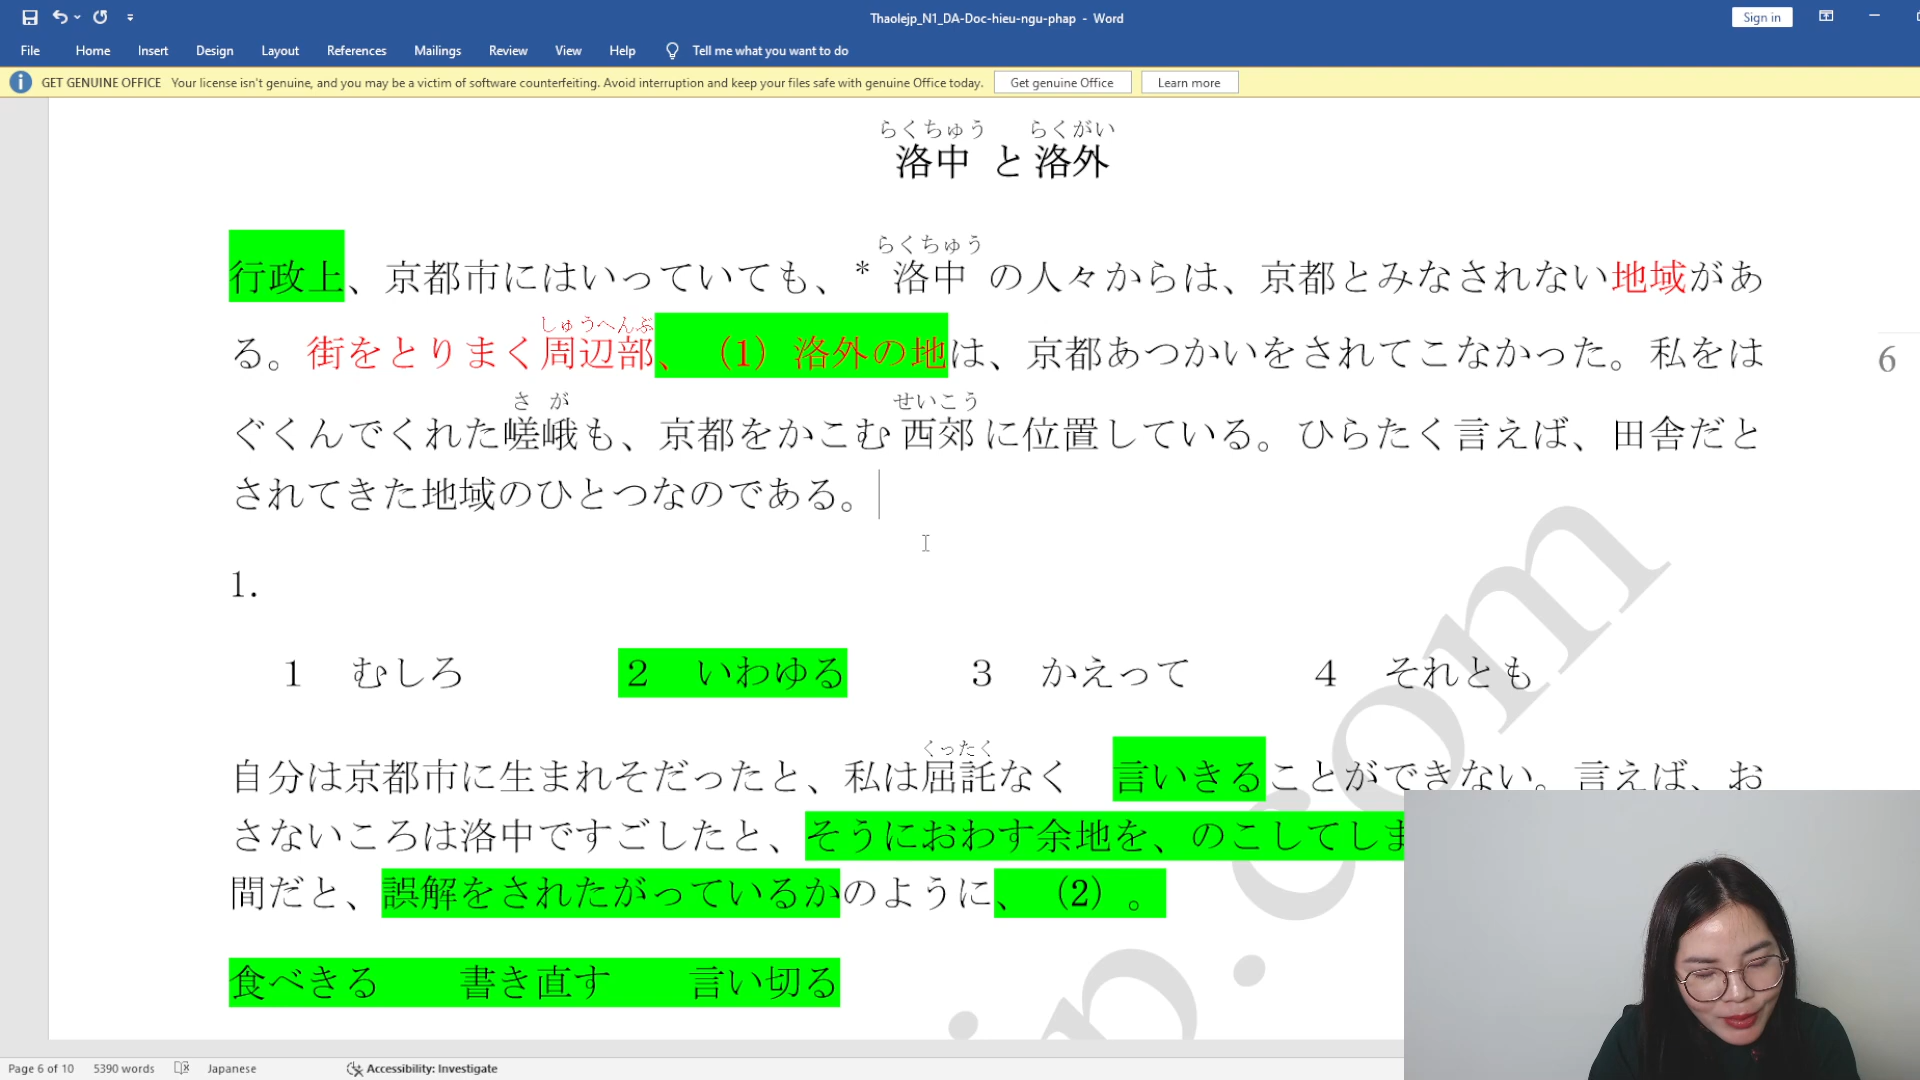 Thaolejp_N1_DA-Doc-hieu-ngu-phap - Word
Sign in
File Home Insert Design Layout References Mailings Review View Help Tell me what you want to do
GET GENUINE OFFICE Your license isn't genuine, and you may be a victim of software counterfeiting. Avoid interruption and keep your files safe with genuine Office today. Get genuine Office Learn more
らくちゅう らくがい
洛中 と 洛外
らくちゅう
行政上、京都市にはいっていても、* 洛中 の人々からは、京都とみなされない地域があ
しゅうへんぶ
る。街をとりまく周辺部、（1）洛外の地は、京都あつかいをされてこなかった。私をは
6
さ が せいこう
ぐくんでくれた嵯峨も、京都をかこむ 西郊 に位置している。ひらたく言えば、田舎だと
されてきた地域のひとつなのである。
1.
1 むしろ 2 いわゆる 3 かえって 4 それとも
くったく
自分は京都市に生まれそだったと、私は屈託なく 言いきることができない。言えば、お
さないころは洛中ですごしたと、そうにおわす余地を、のこしてしま
間だと、誤解をされたがっているかのように、（2）。
食べきる 書き直す 言い切る
p.com
Page 6 of 10 5390 words Japanese Accessibility: Investigate